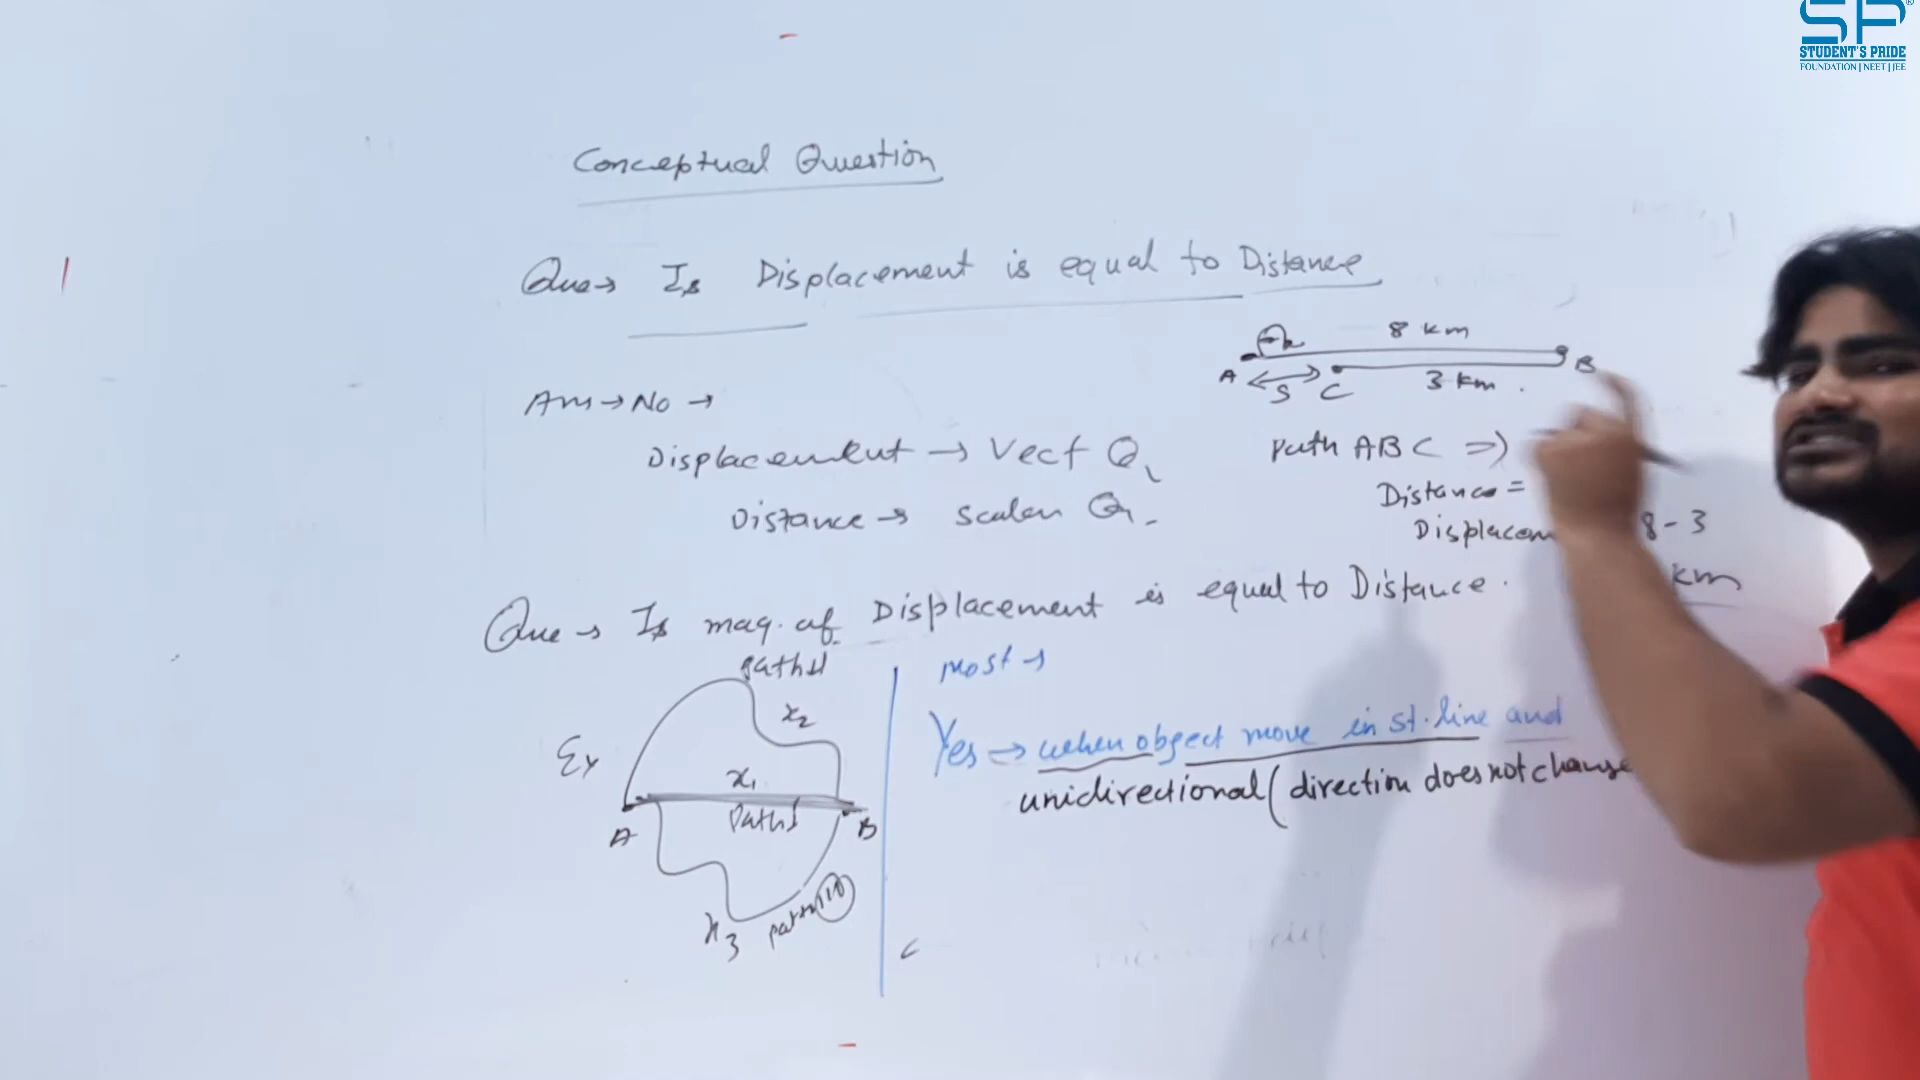 SP
STUDENT'S PRIDE
FOUNDATION | NEET | JEE
Conceptual Question
Que→ Is Displacement is equal to Distance
8 km
A S C 3 km. B
Ans→ No →
Displacement → Vect Q
Distance → Scalar Q.
Path ABC ⇒
Distance =
Displacem 8 - 3
km
Que → Is mag. of Displacement is equal to Distance.
Ex
x2
x1
Path I
A B
x3 path III
most →
Yes → when object move in st. line and
unidirectional ( direction does not change